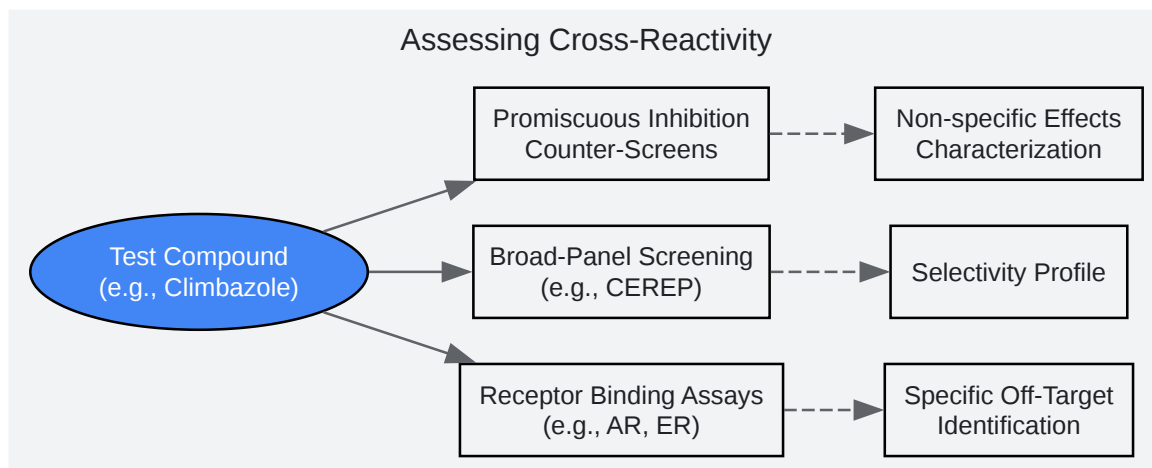 Assessing Cross-Reactivity
Test Compound
(e.g., Climbazole)
Promiscuous Inhibition
Counter-Screens
Non-specific Effects
Characterization
Broad-Panel Screening
(e.g., CEREP)
Selectivity Profile
Receptor Binding Assays
(e.g., AR, ER)
Specific Off-Target
Identification